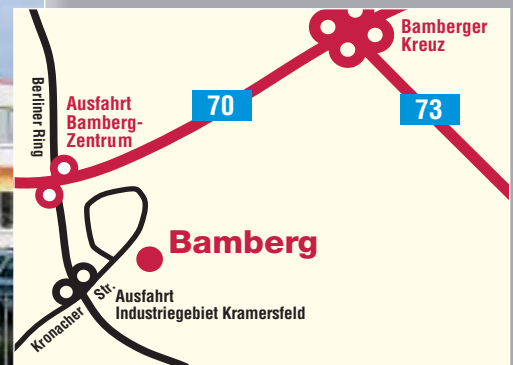 Bamberger
Kreuz
70
73
Ausfahrt
Bamberg-
Zentrum
Berliner Ring
Bamberg
Ausfahrt
Industriegebiet Kramersfeld
Kronacher Str.